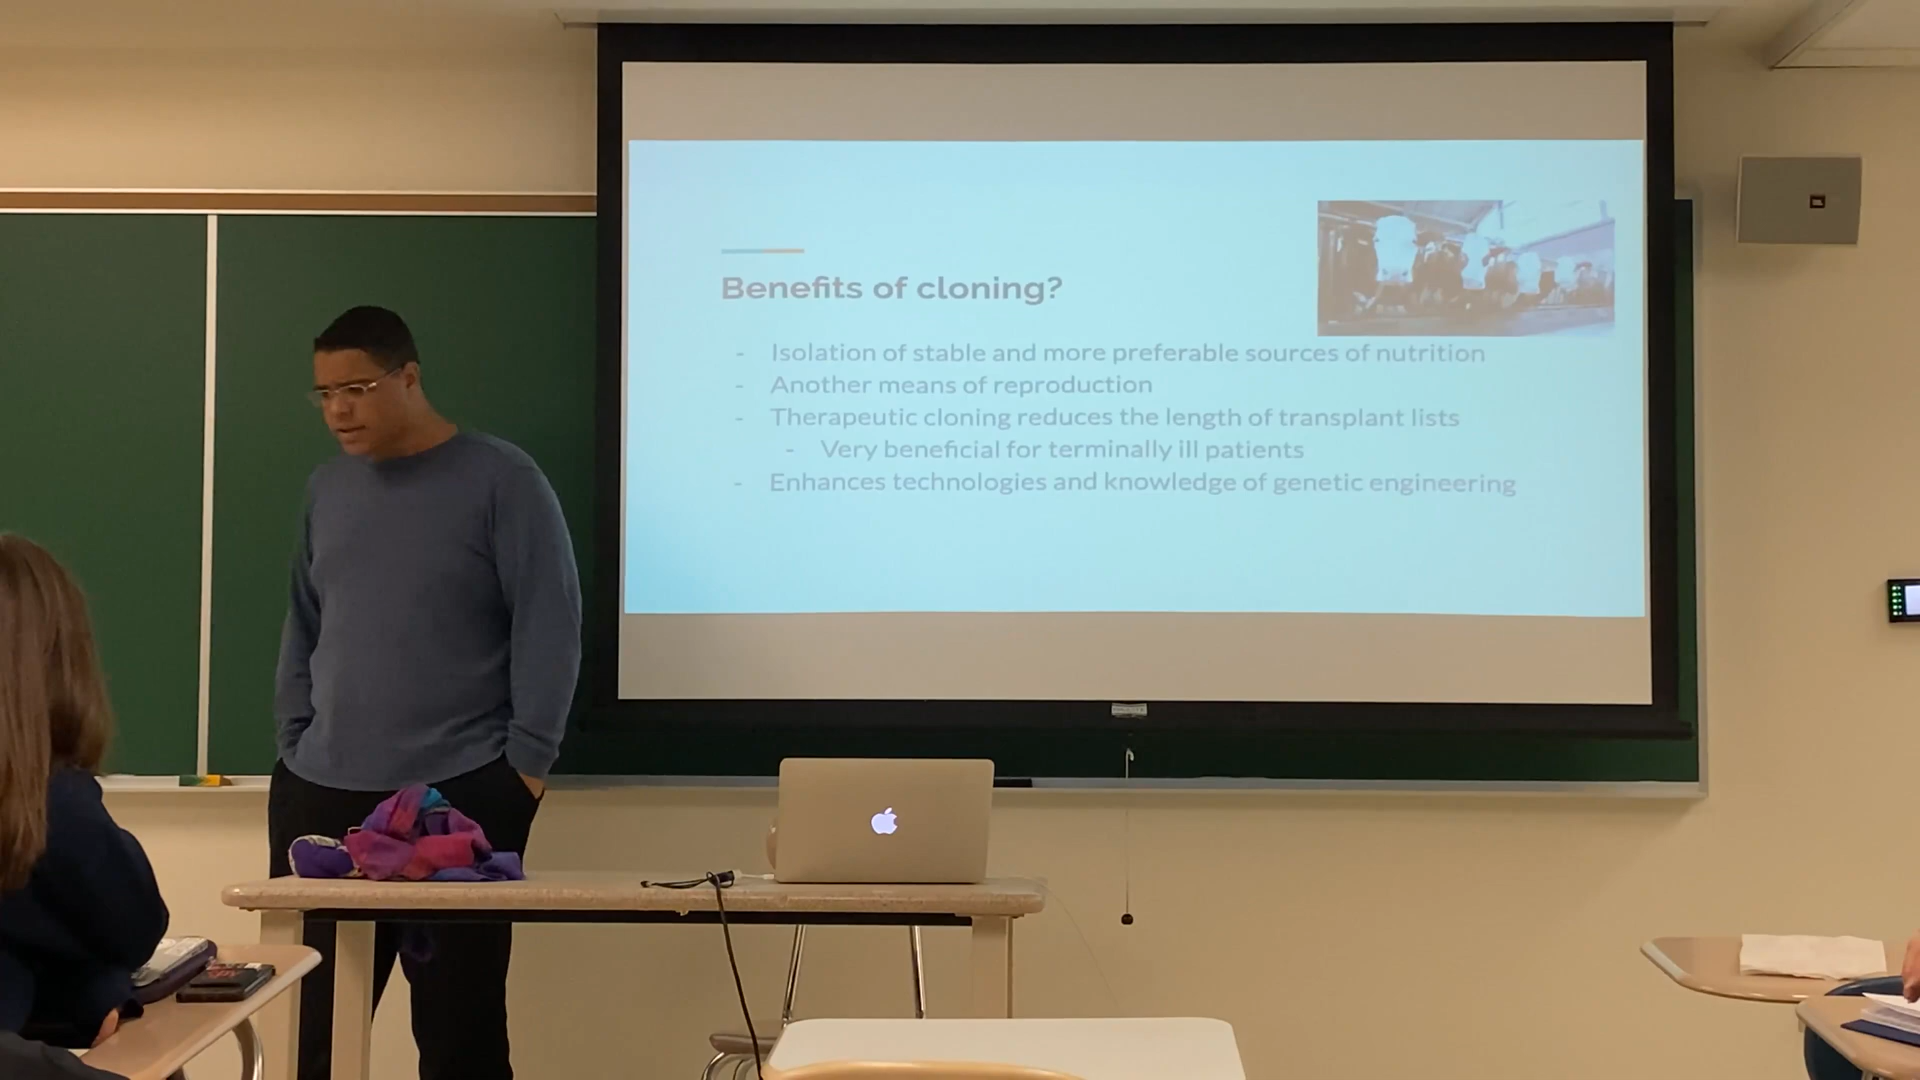 Benefits of cloning?
- Isolation of stable and more preferable sources of nutrition
- Another means of reproduction
- Therapeutic cloning reduces the length of transplant lists
- Very beneficial for terminally ill patients
- Enhances technologies and knowledge of genetic engineering